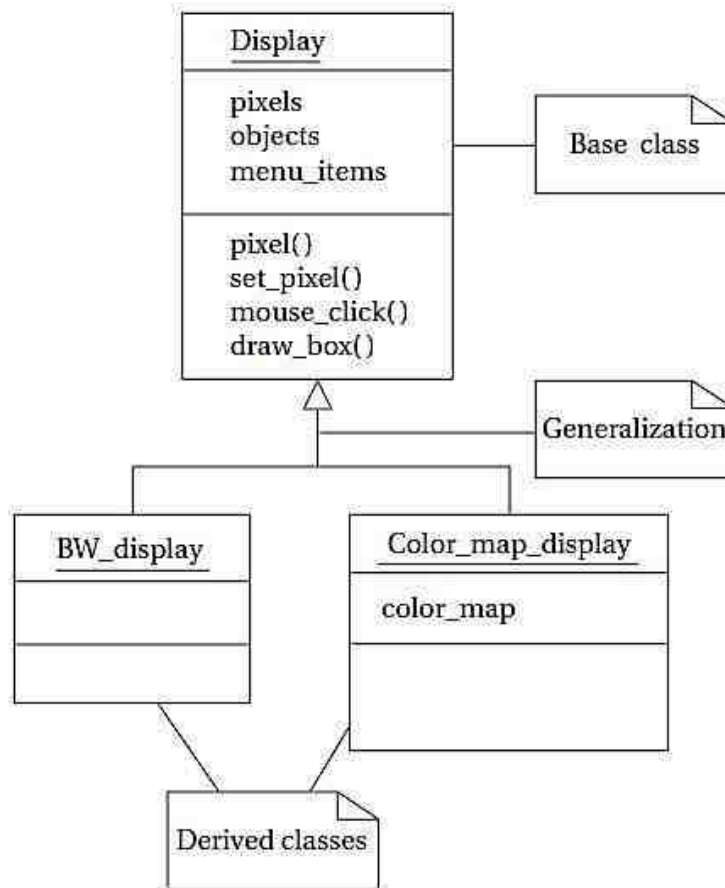 Display
pixels
objects
menu_items
Base class
pixel()
set_pixel()
mouse_click()
draw_box()
Generalization
BW_display
Color_map_display
color_map
Derived classes